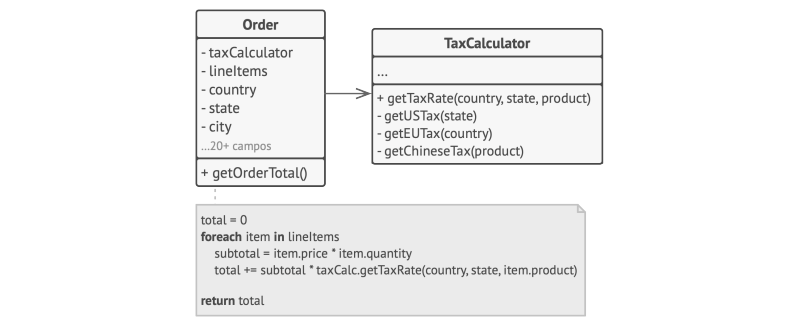 Order
- taxCalculator
- lineItems
- country
- state
- city
...20+ campos
+ getOrderTotal()
TaxCalculator
...
+ getTaxRate(country, state, product)
- getUSTax(state)
- getEUTax(country)
- getChineseTax(product)
total = 0
foreach item in lineItems
subtotal = item.price * item.quantity
total += subtotal * taxCalc.getTaxRate(country, state, item.product)
return total